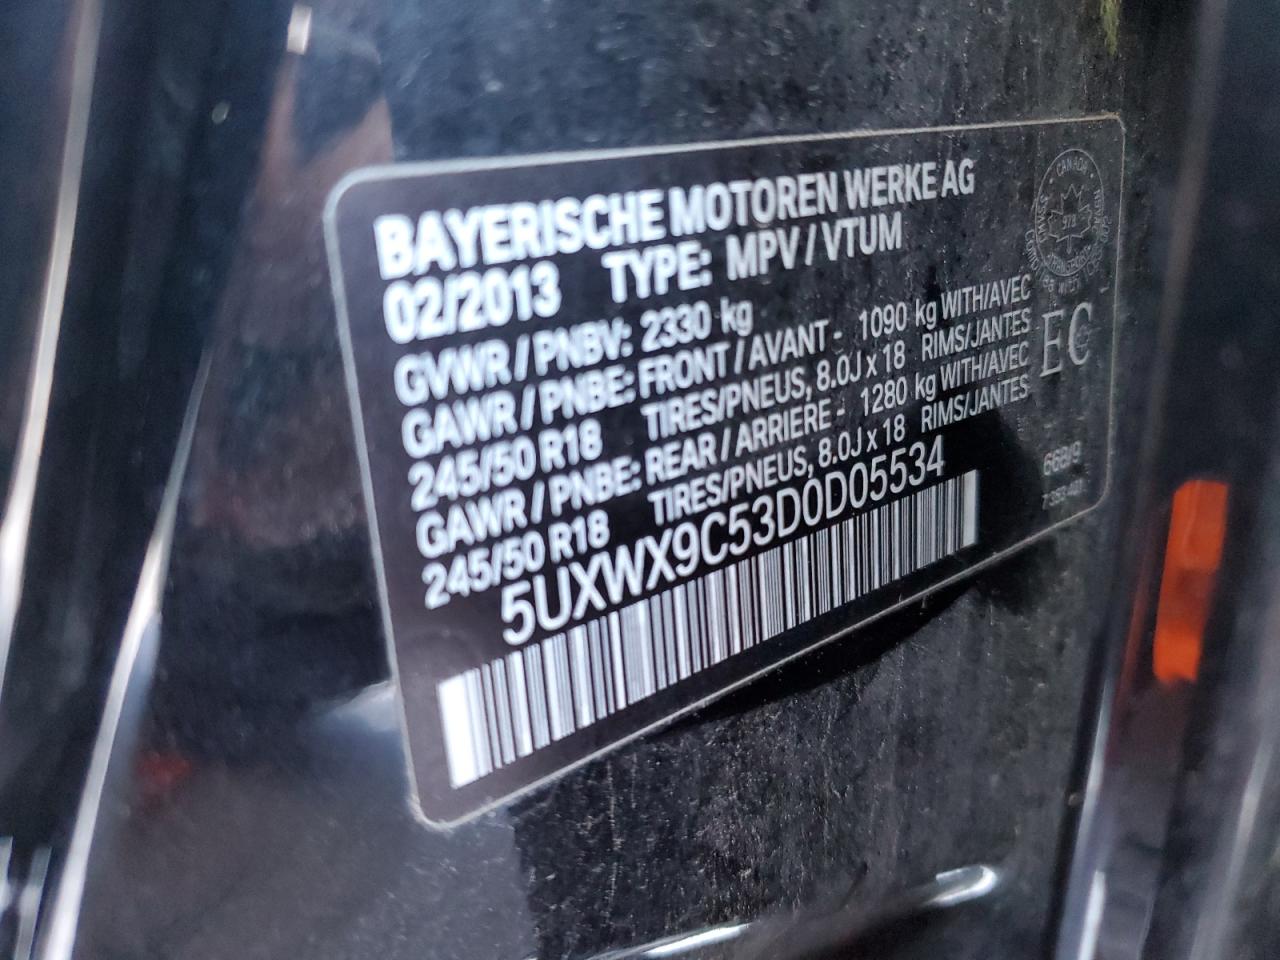 BAYERISCHE MOTOREN WERKE AG
02/2013 TYPE: MPV / VTUM
GVWR / PNBV: 2330 kg
GAWR / PNBE: FRONT / AVANT - 1090 kg WITH/AVEC
245/50 R18 TIRES/PNEUS, 8.0J x 18 RIMS/JANTES
GAWR / PNBE: REAR / ARRIERE - 1280 kg WITH/AVEC
245/50 R18 TIRES/PNEUS, 8.0J x 18 RIMS/JANTES
5UXWX9C53D0D05534
CANADA
978
EC